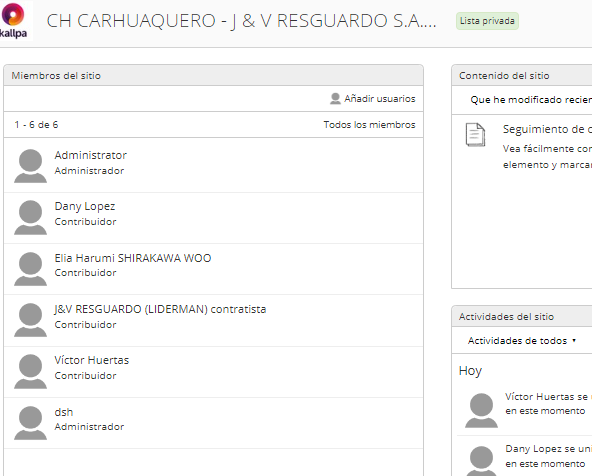 kallpa
CH CARHUAQUERO - J & V RESGUARDO S.A....
Lista privada
Miembros del sitio
Añadir usuarios
1 - 6 de 6
Todos los miembros
Administrator
Administrador
Dany Lopez
Contribuidor
Elia Harumi SHIRAKAWA WOO
Contribuidor
J&V RESGUARDO (LIDERMAN) contratista
Contribuidor
Víctor Huertas
Contribuidor
dsh
Administrador
Contenido del sitio
Que he modificado recien
Seguimiento de c
Vea fácilmente con
elemento y marca
Actividades del sitio
Actividades de todos
Hoy
Víctor Huertas se u
en este momento
Dany Lopez se uni
en este momento